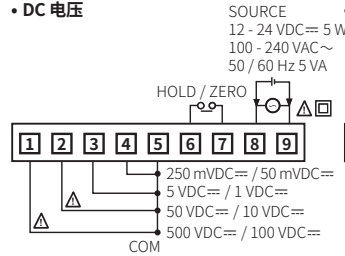 • DC 电压
SOURCE
12 - 24 VDC⎓ 5 W
100 - 240 VAC～
50 / 60 Hz 5 VA
HOLD / ZERO
1 2 3 4 5 6 7 8 9
250 mVDC⎓ / 50 mVDC⎓
5 VDC⎓ / 1 VDC⎓
50 VDC⎓ / 10 VDC⎓
500 VDC⎓ / 100 VDC⎓
COM